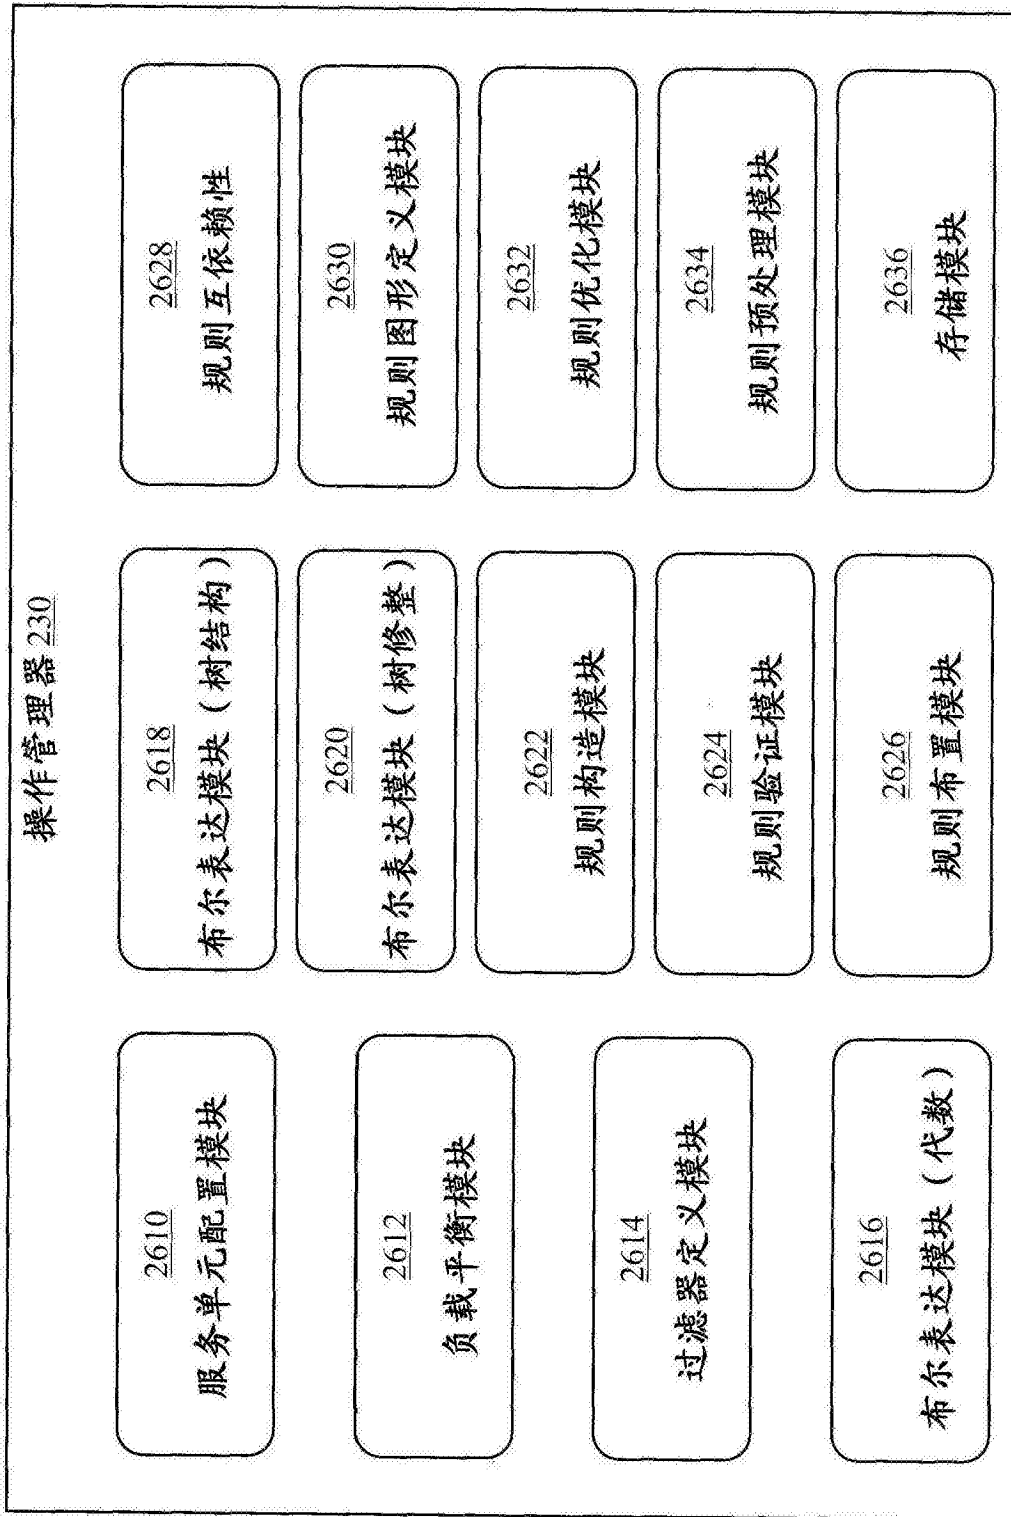 操作管理器 230
2610
服务单元配置模块
2612
负载平衡模块
2614
过滤器定义模块
2616
布尔表达模块（代数）
2618
布尔表达模块（树结构）
2620
布尔表达模块（树修整）
2622
规则构造模块
2624
规则验证模块
2626
规则布置模块
2628
规则互依赖性
2630
规则图形定义模块
2632
规则优化模块
2634
规则预处理模块
2636
存储模块